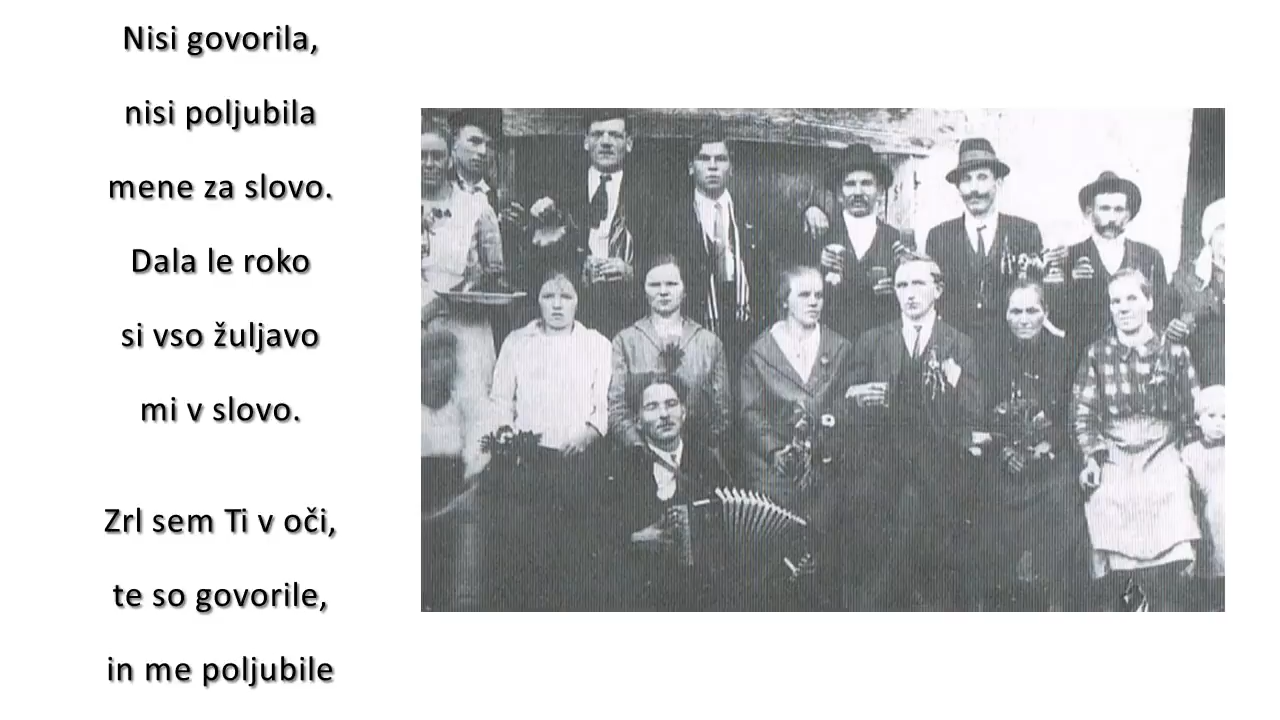 Nisi govorila,
nisi poljubila
mene za slovo.
Dala le roko
si vso žuljavo
mi v slovo.
Zrl sem Ti v oči,
te so govorile,
in me poljubile